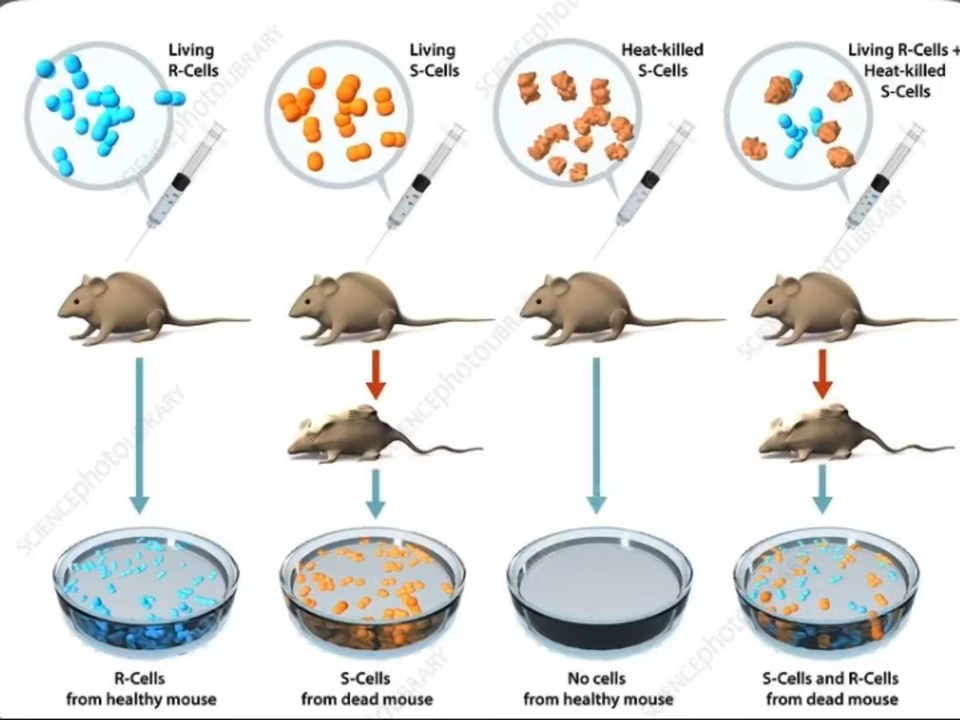 Living
R-Cells
Living
S-Cells
Heat-killed
S-Cells
Living R-Cells +
Heat-killed
S-Cells
R-Cells
from healthy mouse
S-Cells
from dead mouse
No cells
from healthy mouse
S-Cells and R-Cells
from dead mouse
SCIENCEphotoLIBRARY